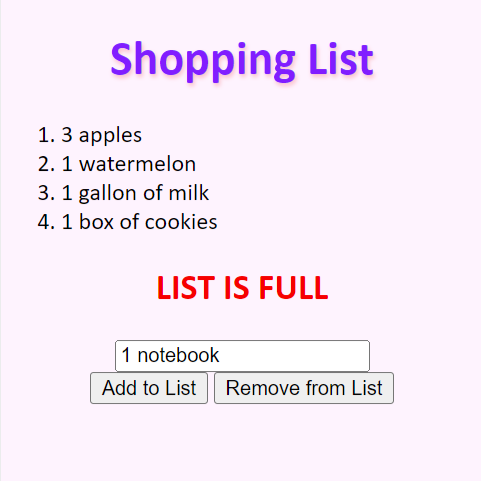 Shopping List
1. 3 apples
2. 1 watermelon
3. 1 gallon of milk
4. 1 box of cookies
LIST IS FULL
1 notebook
Add to List Remove from List